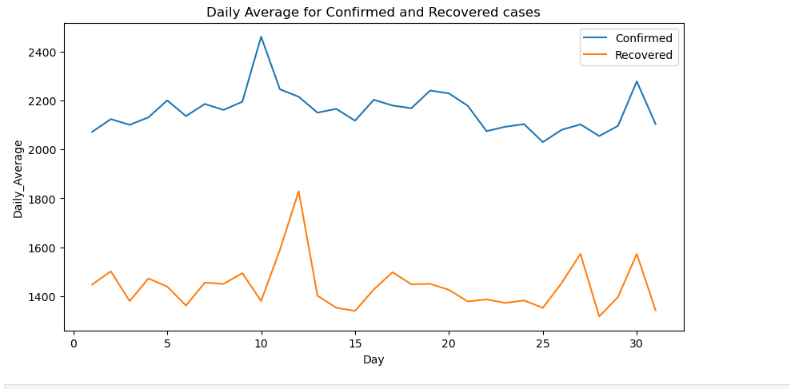 Daily Average for Confirmed and Recovered cases
Confirmed
Recovered
2400
2200
2000
1800
1600
1400
Daily_Average
0 5 10 15 20 25 30
Day